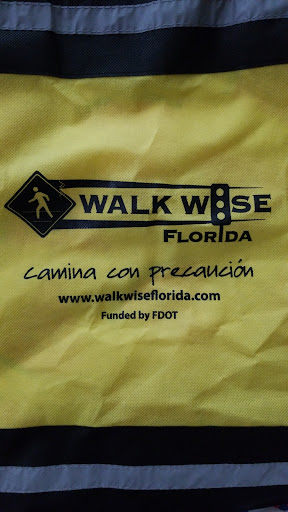 WALK WISE
FLORIDA
camina con precaución
www.walkwiseflorida.com
Funded by FDOT